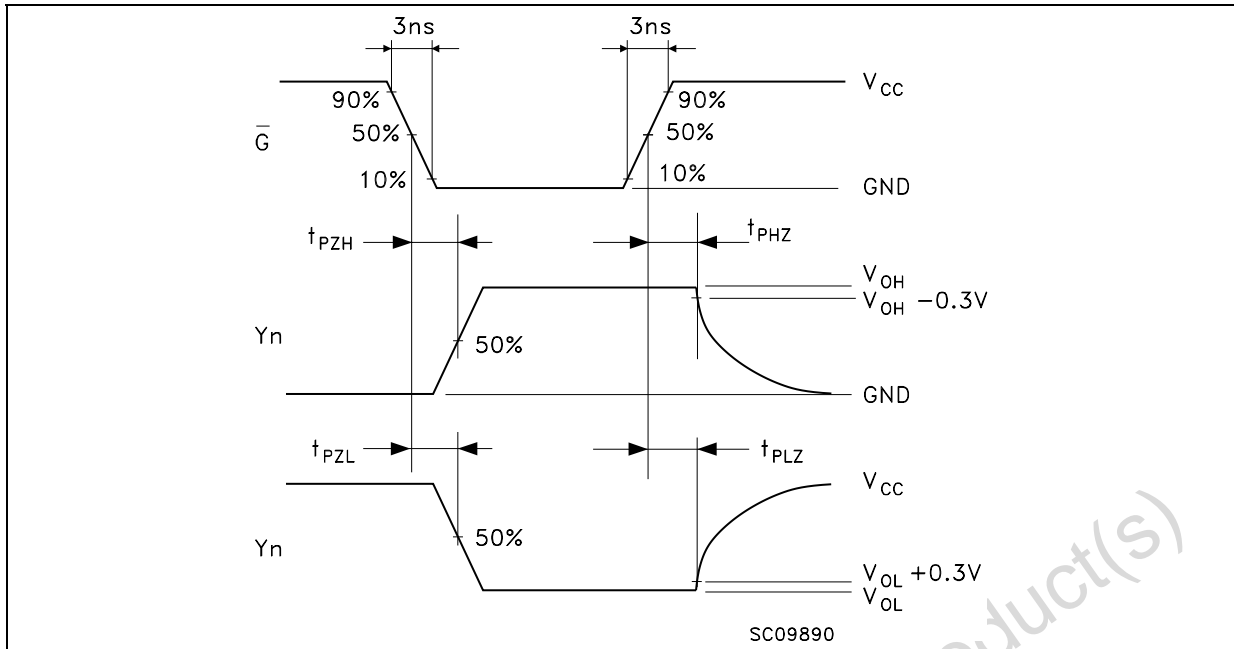 3ns 3ns
V_CC
90% 90%
50% 50%
G̅
10% 10%
GND
t_PZH t_PHZ
V_OH
V_OH −0.3V
Yn
50%
GND
t_PZL t_PLZ
V_CC
50%
Yn
V_OL +0.3V
V_OL
SC09890